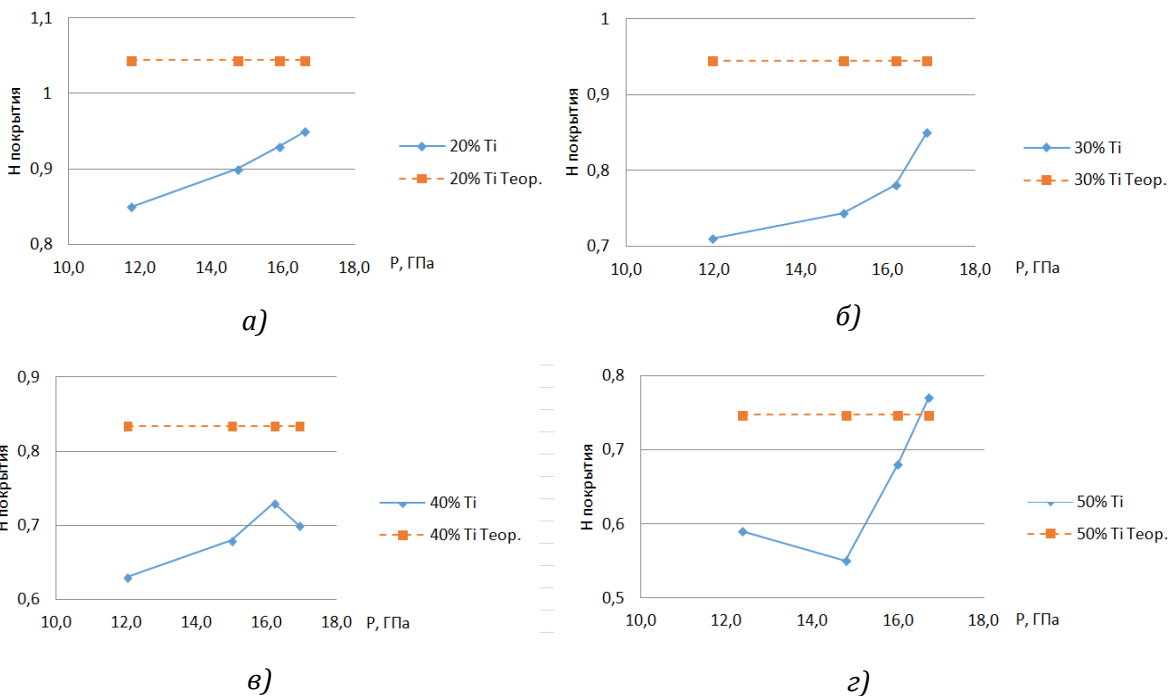 1,1
1
0,9
0,8
Н покрытия
10,0 12,0 14,0 16,0 18,0
P, ГПа
20% Ti
20% Ti Теор.
а)
1
0,9
0,8
0,7
Н покрытия
10,0 12,0 14,0 16,0 18,0
P, ГПа
30% Ti
30% Ti Теор.
б)
0,9
0,8
0,7
0,6
Н покрытия
10,0 12,0 14,0 16,0 18,0
P, ГПа
40% Ti
40% Ti Теор.
в)
0,8
0,7
0,6
0,5
Н покрытия
10,0 12,0 14,0 16,0 18,0
P, ГПа
50% Ti
50% Ti Теор.
г)